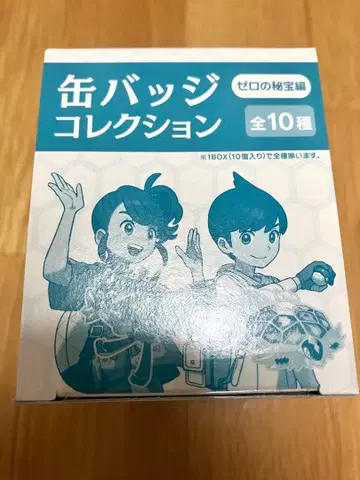 缶バッジ
ゼロの秘宝編
コレクション
全10種
※1BOX(10個入り)で全種揃います。